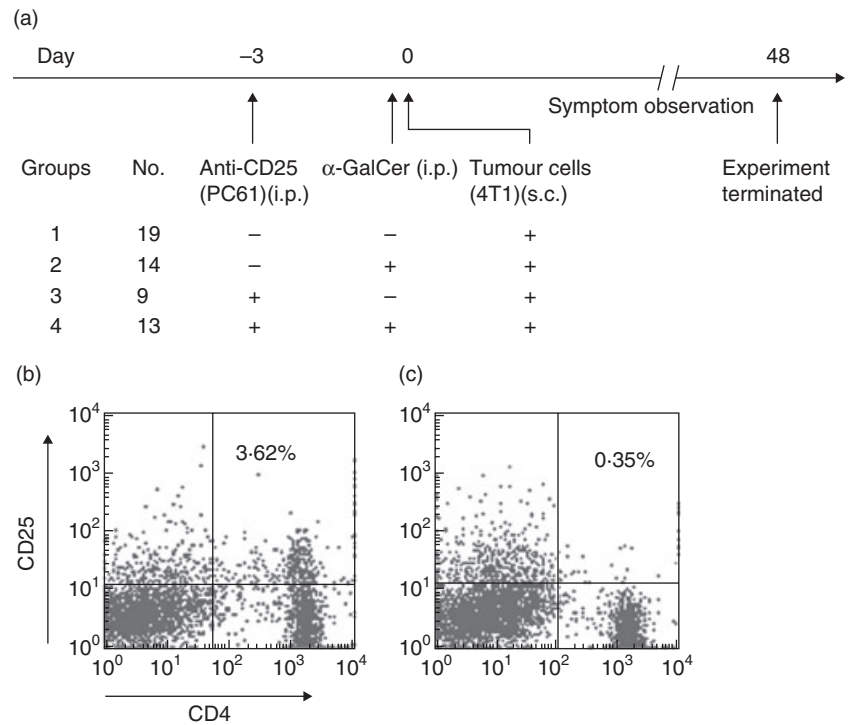 (a)
Day −3 0 48
Symptom observation
Groups No. Anti-CD25 α-GalCer (i.p.) Tumour cells Experiment
(PC61)(i.p.) (4T1)(s.c.) terminated
1 19 − − +
2 14 − + +
3 9 + − +
4 13 + + +
(b) (c)
10⁴ 10⁴
3·62% 0·35%
10³ 10³
10² 10²
CD25
10¹ 10¹
10⁰ 10⁰
10⁰ 10¹ 10² 10³ 10⁴ 10⁰ 10¹ 10² 10³ 10⁴
CD4